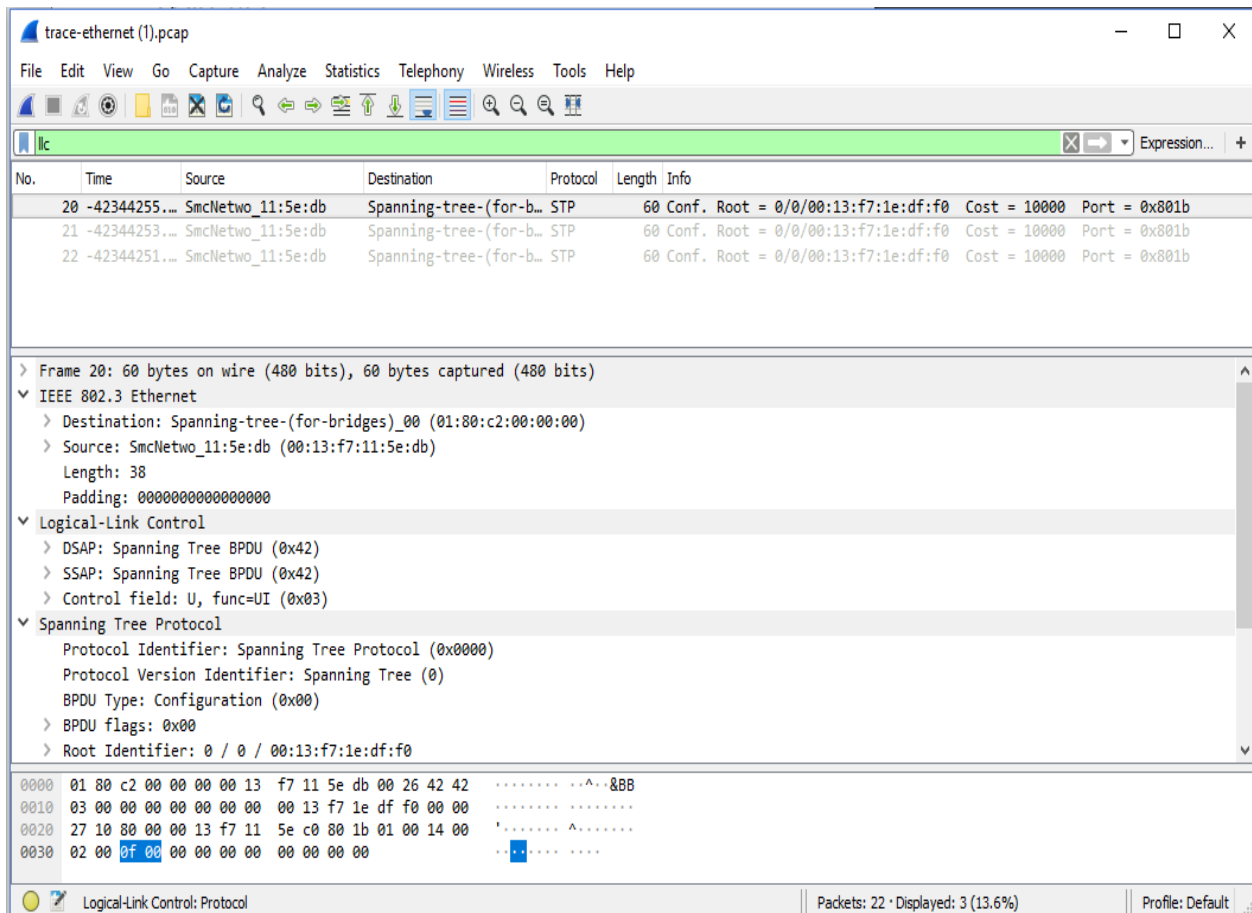 trace-ethernet (1).pcap
File Edit View Go Capture Analyze Statistics Telephony Wireless Tools Help
llc Expression... +
No. Time Source Destination Protocol Length Info
20 -42344255.… SmcNetwo_11:5e:db Spanning-tree-(for-b… STP 60 Conf. Root = 0/0/00:13:f7:1e:df:f0 Cost = 10000 Port = 0x801b
21 -42344253.… SmcNetwo_11:5e:db Spanning-tree-(for-b… STP 60 Conf. Root = 0/0/00:13:f7:1e:df:f0 Cost = 10000 Port = 0x801b
22 -42344251.… SmcNetwo_11:5e:db Spanning-tree-(for-b… STP 60 Conf. Root = 0/0/00:13:f7:1e:df:f0 Cost = 10000 Port = 0x801b
Frame 20: 60 bytes on wire (480 bits), 60 bytes captured (480 bits)
IEEE 802.3 Ethernet
Destination: Spanning-tree-(for-bridges)_00 (01:80:c2:00:00:00)
Source: SmcNetwo_11:5e:db (00:13:f7:11:5e:db)
Length: 38
Padding: 0000000000000000
Logical-Link Control
DSAP: Spanning Tree BPDU (0x42)
SSAP: Spanning Tree BPDU (0x42)
Control field: U, func=UI (0x03)
Spanning Tree Protocol
Protocol Identifier: Spanning Tree Protocol (0x0000)
Protocol Version Identifier: Spanning Tree (0)
BPDU Type: Configuration (0x00)
BPDU flags: 0x00
Root Identifier: 0 / 0 / 00:13:f7:1e:df:f0
0000 01 80 c2 00 00 00 00 13 f7 11 5e db 00 26 42 42 ········ ··^··&BB
0010 03 00 00 00 00 00 00 00 00 13 f7 1e df f0 00 00 ········ ········
0020 27 10 80 00 00 13 f7 11 5e c0 80 1b 01 00 14 00 '······· ^·······
0030 02 00 0f 00 00 00 00 00 00 00 00 00 ········ ····
Logical-Link Control: Protocol Packets: 22 · Displayed: 3 (13.6%) Profile: Default